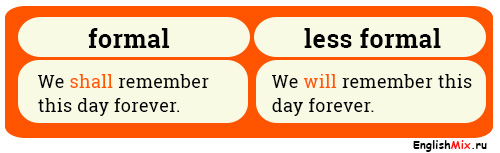 formal
less formal
We shall remember
this day forever.
We will remember this
day forever.
EnglishMix.ru